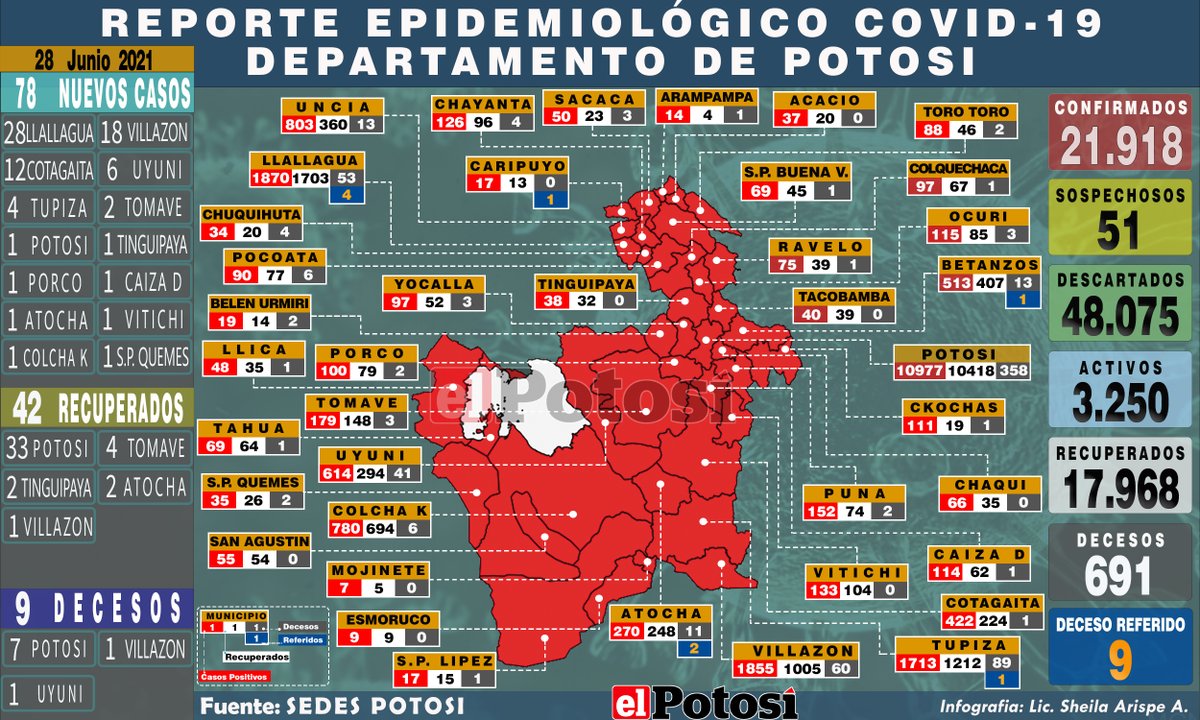 REPORTE EPIDEMIOLÓGICO COVID-19
DEPARTAMENTO DE POTOSI
28 Junio 2021
78 NUEVOS CASOS
28 LLALLAGUA 18 VILLAZON
12 COTAGAITA 6 UYUNI
4 TUPIZA 2 TOMAVE
1 POTOSI 1 TINGUIPAYA
1 PORCO 1 CAIZA D
1 ATOCHA 1 VITICHI
1 COLCHA K 1 S.P. QUEMES
42 RECUPERADOS
33 POTOSI 4 TOMAVE
2 TINGUIPAYA 2 ATOCHA
1 VILLAZON
9 DECESOS
7 POTOSI 1 VILLAZON
1 UYUNI
UNCIA
803 360 13
CHAYANTA
126 96 4
SACACA
50 23 3
ARAMPAMPA
14 4 1
ACACIO
37 20 0
TORO TORO
88 46 2
LLALLAGUA
1870 1703 53
4
CARIPUYO
17 13 0
1
S.P. BUENA V.
69 45 1
COLQUECHACA
97 67 1
CHUQUIHUTA
34 20 4
OCURI
115 85 3
POCOATA
90 77 6
RAVELO
75 39 1
BETANZOS
513 407 13
1
YOCALLA
97 52 3
TINGUIPAYA
38 32 0
TACOBAMBA
40 39 0
BELEN URMIRI
19 14 2
LLICA
48 35 1
PORCO
100 79 2
POTOSI
10977 10418 358
el Potosí
TOMAVE
179 148 3
CKOCHAS
111 19 1
TAHUA
69 64 1
UYUNI
614 294 41
S.P. QUEMES
35 26 2
PUNA
152 74 2
CHAQUI
66 35 0
COLCHA K
780 694 6
SAN AGUSTIN
55 54 0
CAIZA D
114 62 1
MOJINETE
7 5 0
VITICHI
133 104 0
COTAGAITA
422 224 1
ESMORUCO
9 9 0
ATOCHA
270 248 11
2
VILLAZON
1855 1005 60
TUPIZA
1713 1212 89
1
S.P. LIPEZ
17 15 1
MUNICIPIO
1 1 1
1
Decesos
Referidos
Recuperados
Casos Positivos
CONFIRMADOS
21.918
SOSPECHOSOS
51
DESCARTADOS
48.075
ACTIVOS
3.250
RECUPERADOS
17.968
DECESOS
691
DECESO REFERIDO
9
Fuente: SEDES POTOSI
el Potosí
Infografia: Lic. Sheila Arispe A.